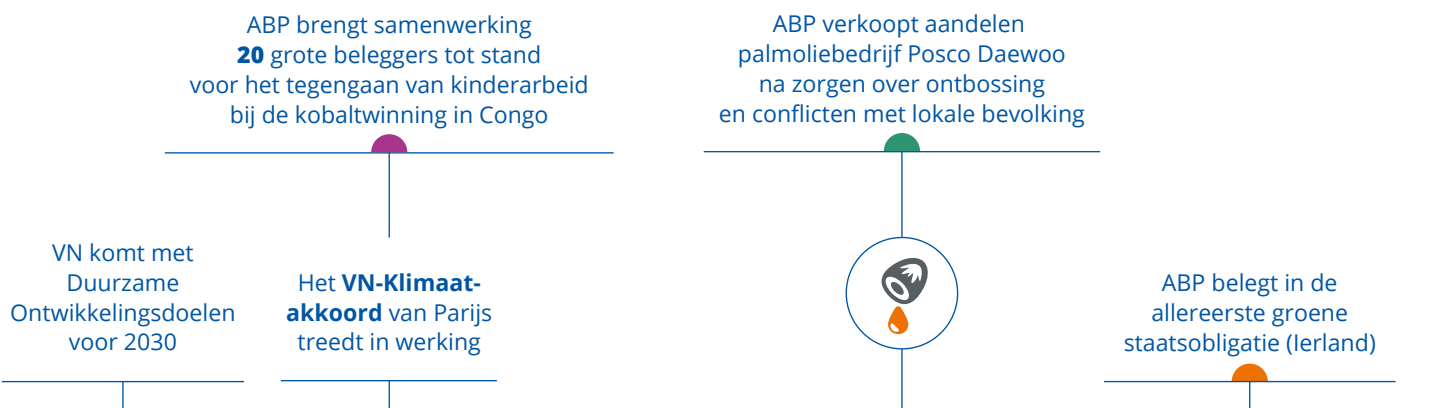 ABP brengt samenwerking
20 grote beleggers tot stand
voor het tegengaan van kinderarbeid
bij de kobaltwinning in Congo
ABP verkoopt aandelen
palmoliebedrijf Posco Daewoo
na zorgen over ontbossing
en conflicten met lokale bevolking
VN komt met
Duurzame
Ontwikkelingsdoelen
voor 2030
Het VN-Klimaat-
akkoord van Parijs
treedt in werking
ABP belegt in de
allereerste groene
staatsobligatie (Ierland)